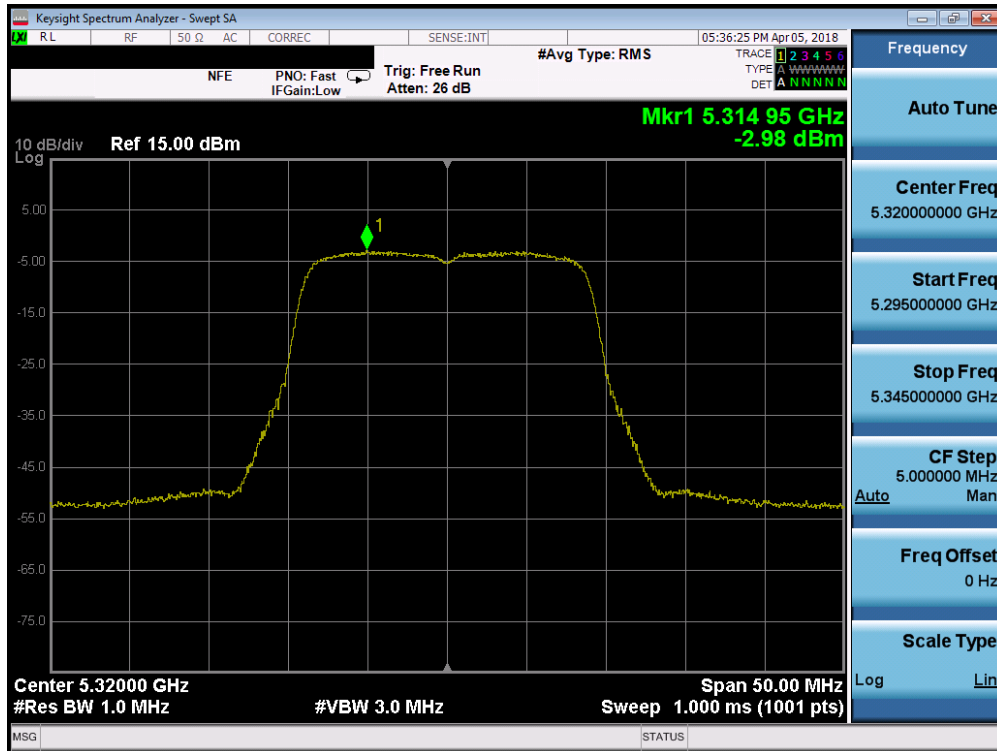 Keysight Spectrum Analyzer - Swept SA
LXI RL RF 50 Ω AC CORREC SENSE:INT 05:36:25 PM Apr 05, 2018
NFE PNO: Fast Trig: Free Run #Avg Type: RMS TRACE 1 2 3 4 5 6
IFGain:Low Atten: 26 dB TYPE A WWWWW
DET A N N N N N
Mkr1 5.314 95 GHz
-2.98 dBm
10 dB/div Ref 15.00 dBm
Log
1
5.00
-5.00
-15.0
-25.0
-35.0
-45.0
-55.0
-65.0
-75.0
Center 5.32000 GHz Span 50.00 MHz
#Res BW 1.0 MHz #VBW 3.0 MHz Sweep 1.000 ms (1001 pts)
MSG STATUS
Frequency
Auto Tune
Center Freq
5.320000000 GHz
Start Freq
5.295000000 GHz
Stop Freq
5.345000000 GHz
CF Step
5.000000 MHz
Auto Man
Freq Offset
0 Hz
Scale Type
Log Lin